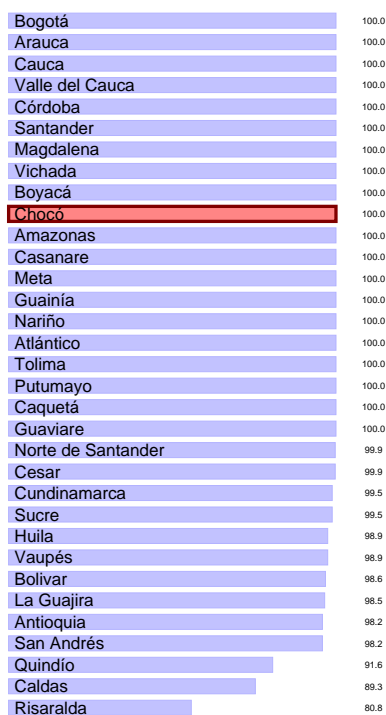 Bogotá 100.0
Arauca 100.0
Cauca 100.0
Valle del Cauca 100.0
Córdoba 100.0
Santander 100.0
Magdalena 100.0
Vichada 100.0
Boyacá 100.0
Chocó 100.0
Amazonas 100.0
Casanare 100.0
Meta 100.0
Guainía 100.0
Nariño 100.0
Atlántico 100.0
Tolima 100.0
Putumayo 100.0
Caquetá 100.0
Guaviare 100.0
Norte de Santander 99.9
Cesar 99.9
Cundinamarca 99.5
Sucre 99.5
Huila 98.9
Vaupés 98.9
Bolivar 98.6
La Guajira 98.5
Antioquia 98.2
San Andrés 98.2
Quindío 91.6
Caldas 89.3
Risaralda 80.8